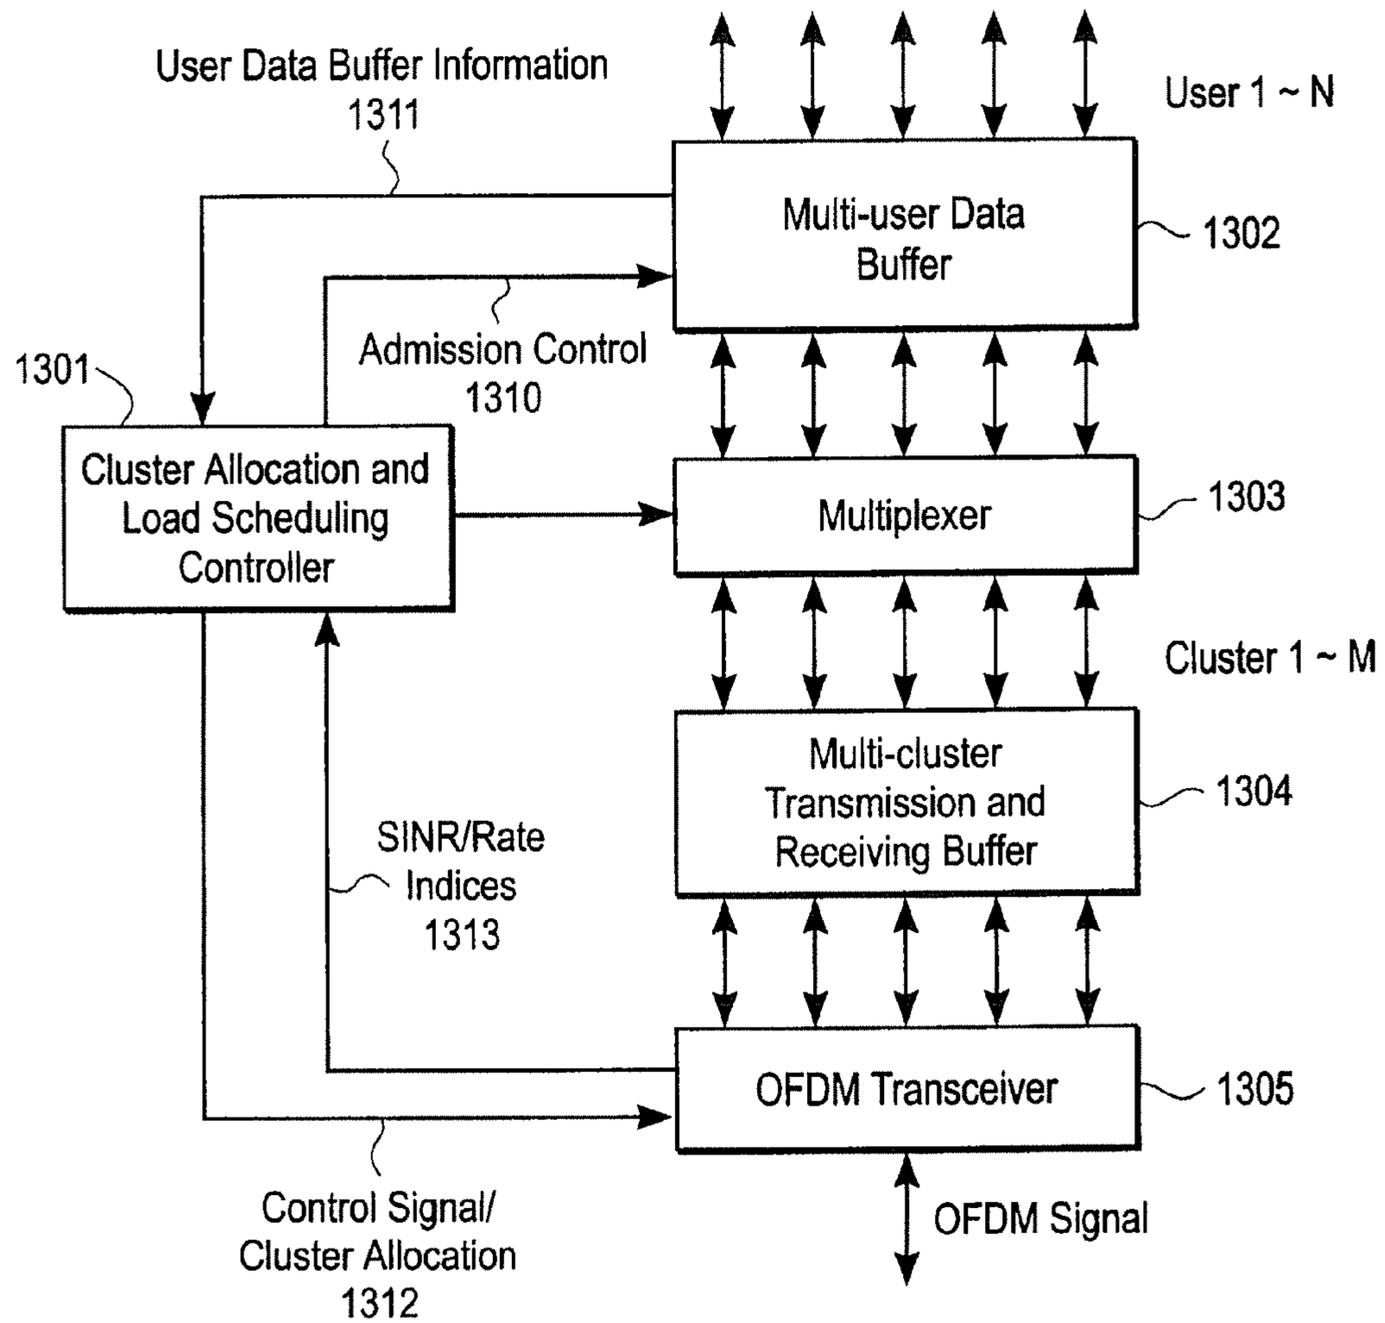 User Data Buffer Information
1311
User 1 ~ N
Multi-user Data
Buffer
1302
Admission Control
1310
1301
Cluster Allocation and
Load Scheduling
Controller
Multiplexer
1303
Cluster 1 ~ M
Multi-cluster
Transmission and
Receiving Buffer
1304
SINR/Rate
Indices
1313
OFDM Transceiver
1305
Control Signal/
Cluster Allocation
1312
OFDM Signal